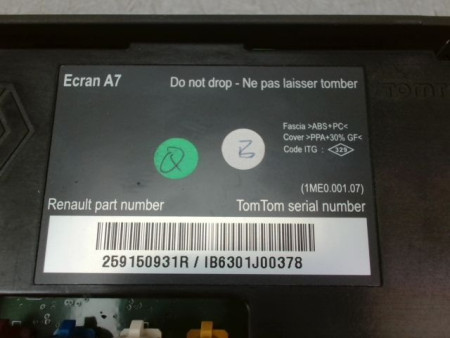 Ecran A7
Do not drop - Ne pas laisser tomber
Fascia >ABS+PC<
Cover >PPA+30% GF<
Code ITG : 325
B
(1ME0.001.07)
Renault part number
TomTom serial number
259150931R / IB6301J00378